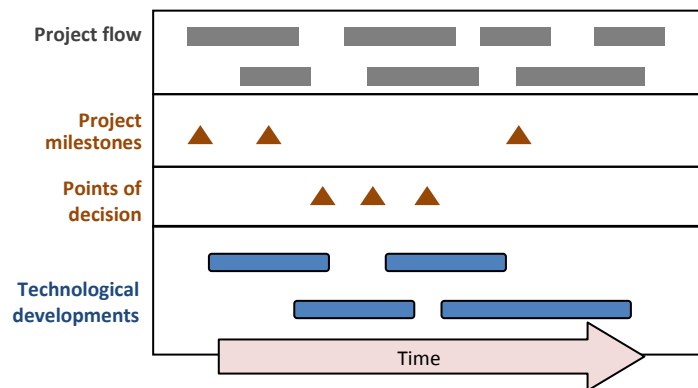 Project flow
Project
milestones
Points of
decision
Technological
developments
Time